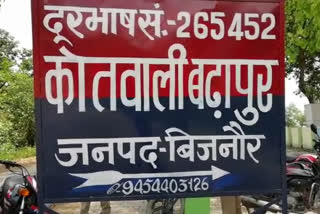 दूरभाषसं.-265452
कोतवाली बढ़ापुर
जनपद-बिजनौर
9454403126